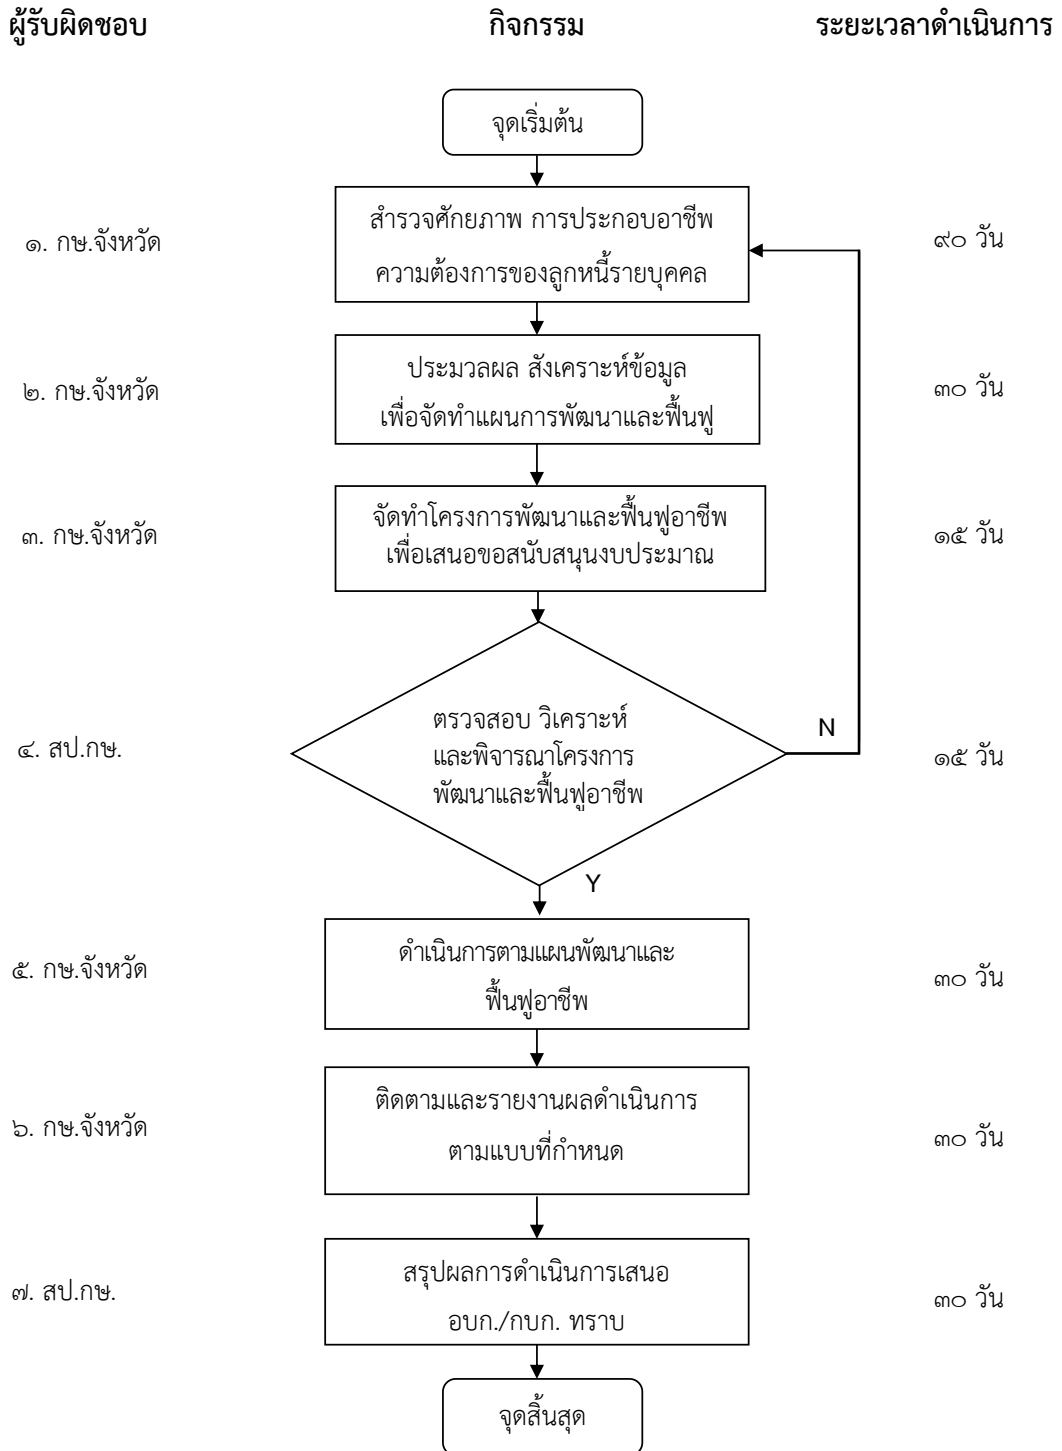 ผู้รับผิดชอบ กิจกรรม ระยะเวลาดำเนินการ
จุดเริ่มต้น
๑. กษ.จังหวัด
สำรวจศักยภาพ การประกอบอาชีพ
ความต้องการของลูกหนี้รายบุคคล
๙๐ วัน
๒. กษ.จังหวัด
ประมวลผล สังเคราะห์ข้อมูล
เพื่อจัดทำแผนการพัฒนาและฟื้นฟู
๓๐ วัน
๓. กษ.จังหวัด
จัดทำโครงการพัฒนาและฟื้นฟูอาชีพ
เพื่อเสนอขอสนับสนุนงบประมาณ
๑๕ วัน
๔. สป.กษ.
ตรวจสอบ วิเคราะห์
และพิจารณาโครงการ
พัฒนาและฟื้นฟูอาชีพ
N
๑๕ วัน
Y
๕. กษ.จังหวัด
ดำเนินการตามแผนพัฒนาและ
ฟื้นฟูอาชีพ
๓๐ วัน
๖. กษ.จังหวัด
ติดตามและรายงานผลดำเนินการ
ตามแบบที่กำหนด
๓๐ วัน
๗. สป.กษ.
สรุปผลการดำเนินการเสนอ
อบก./กบก. ทราบ
๓๐ วัน
จุดสิ้นสุด